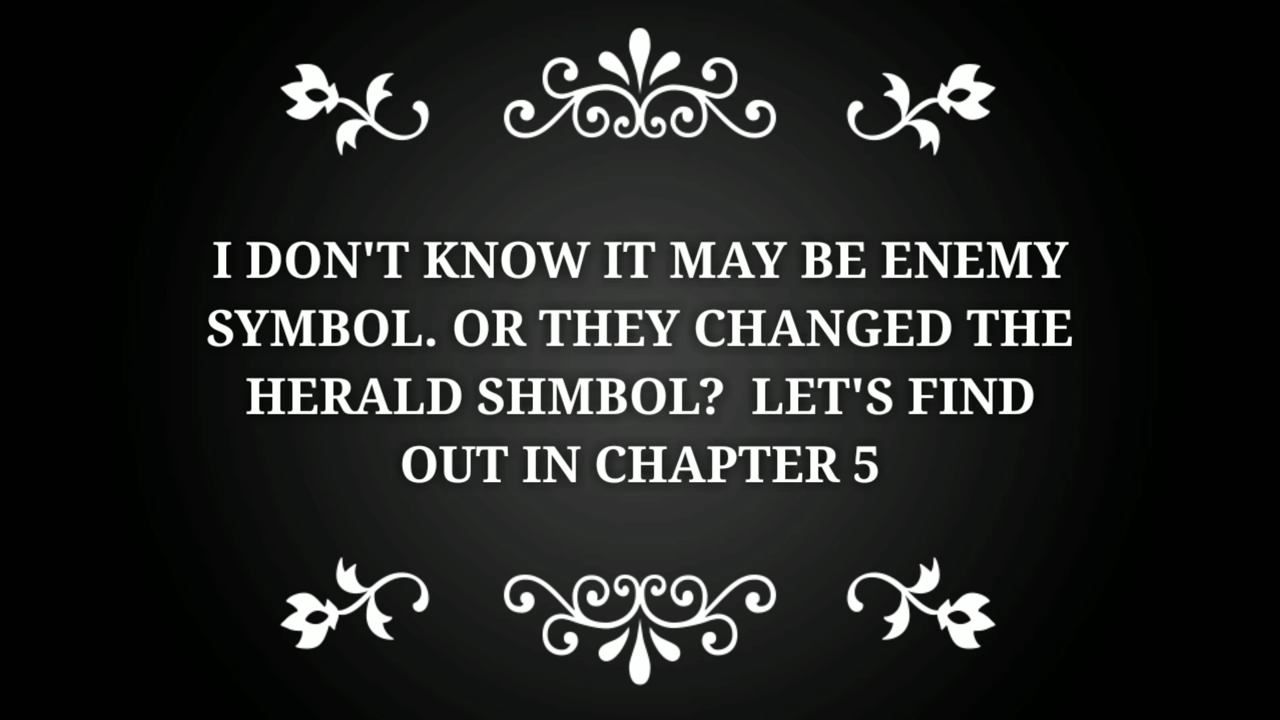 I DON'T KNOW IT MAY BE ENEMY
SYMBOL. OR THEY CHANGED THE
HERALD SHMBOL?  LET'S FIND
OUT IN CHAPTER 5